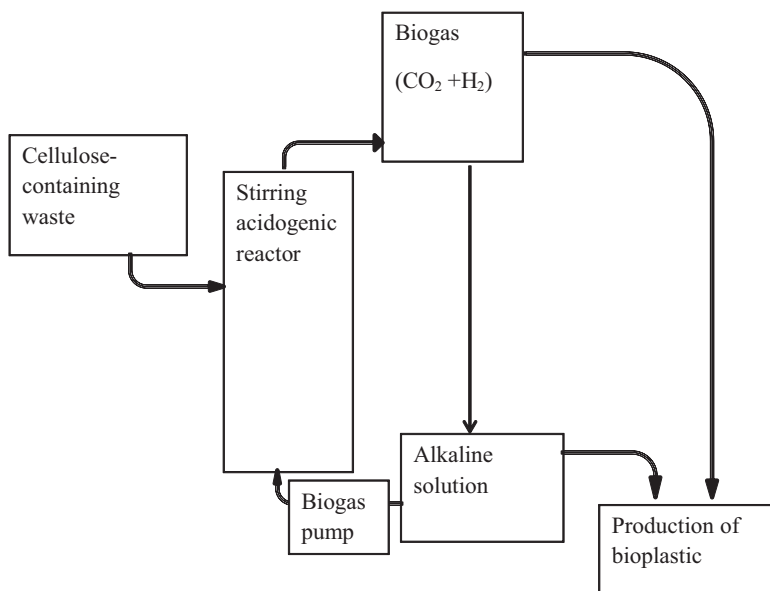 Biogas
(CO₂ +H₂)
Cellulose-
containing
waste
Stirring
acidogenic
reactor
Alkaline
solution
Biogas
pump
Production of
bioplastic